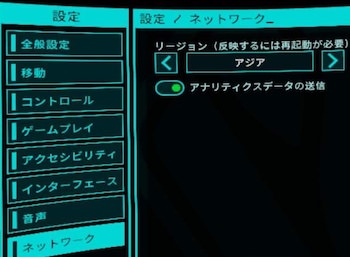 設定
全般設定
移動
コントロール
ゲームプレイ
アクセシビリティ
インターフェース
音声
ネットワーク
設定 / ネットワーク_
リージョン（反映するには再起動が必要）
アジア
アナリティクスデータの送信